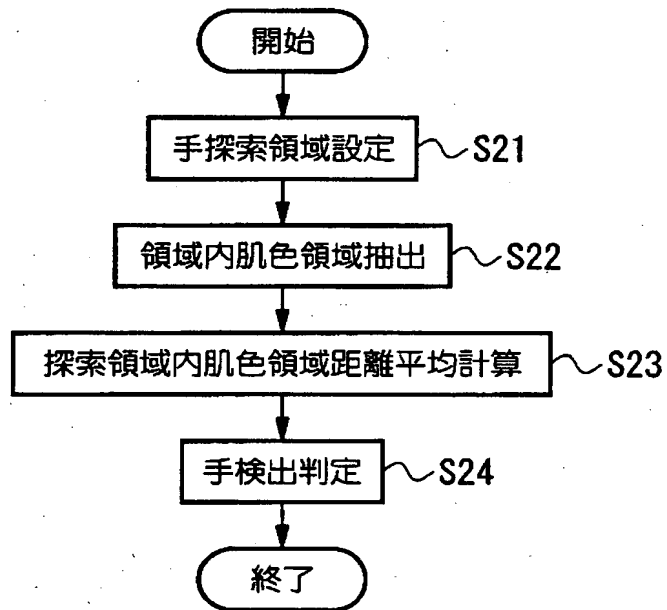 開始
手探索領域設定 S21
領域内肌色領域抽出 S22
探索領域内肌色領域距離平均計算 S23
手検出判定 S24
終了